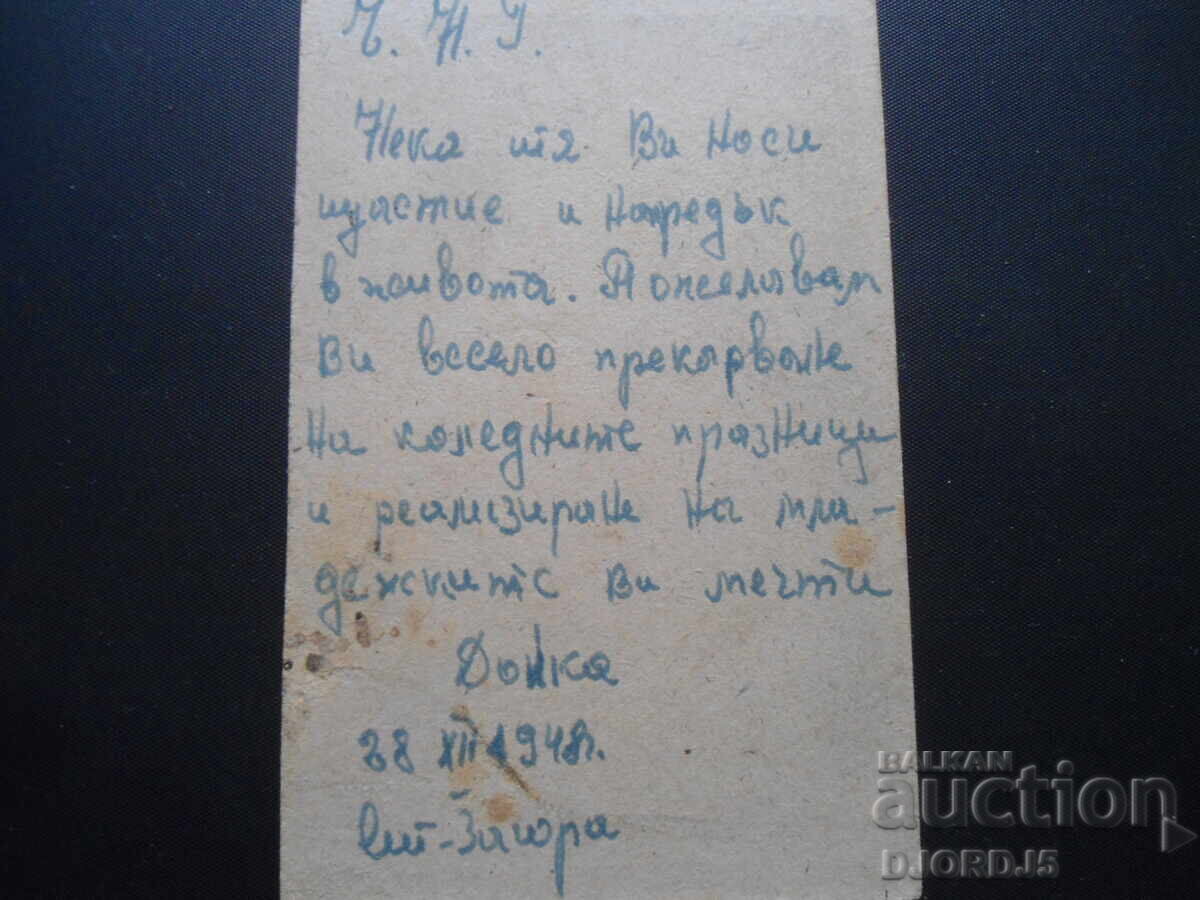 Ч. Н. Г.
Нека тя Ви носи
щастие и напредък
в живота. Пожелавам
Ви весело прекарване
на коледните празници
и реализиране на мла-
дежките Ви мечти
Донка
28 XII 1948г.
Ст-Загора
BALKAN
auction
DJORDJ5